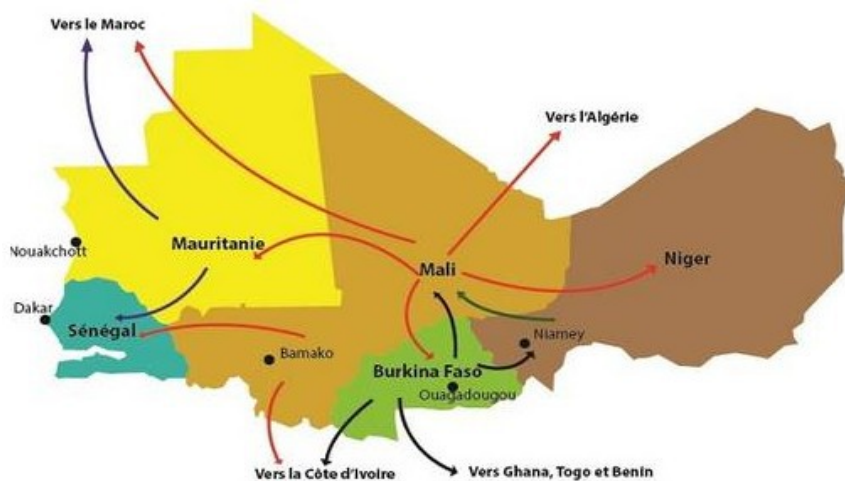 Vers le Maroc
Vers l'Algérie
Mauritanie
Nouakchott
Mali
Niger
Dakar
Sénégal
Niamey
Bamako
Burkina Faso
Ouagadougou
Vers la Côte d'Ivoire
Vers Ghana, Togo et Benin